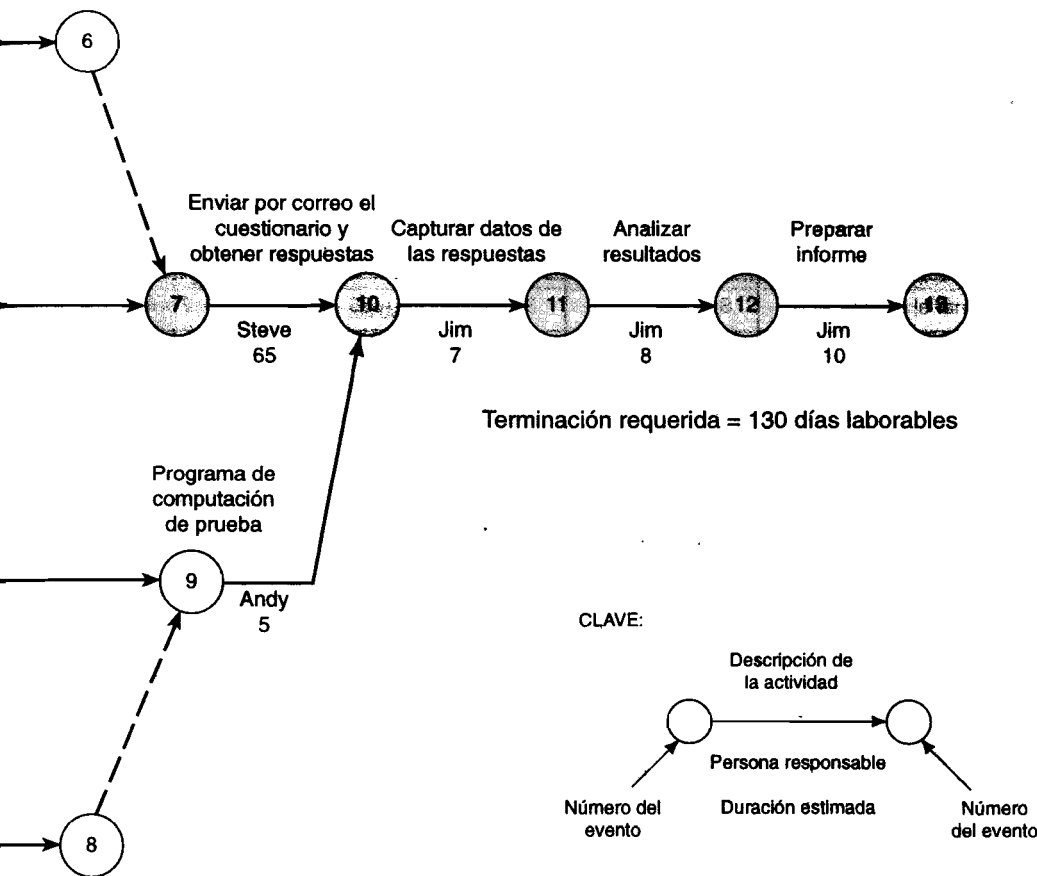 6
Enviar por correo el
cuestionario y
obtener respuestas
Capturar datos de
las respuestas
Analizar
resultados
Preparar
informe
7
10
11
12
13
Steve
65
Jim
7
Jim
8
Jim
10
Terminación requerida = 130 días laborables
Programa de
computación
de prueba
9
Andy
5
CLAVE:
Descripción de
la actividad
Persona responsable
Número del
evento
Duración estimada
Número
del evento
8